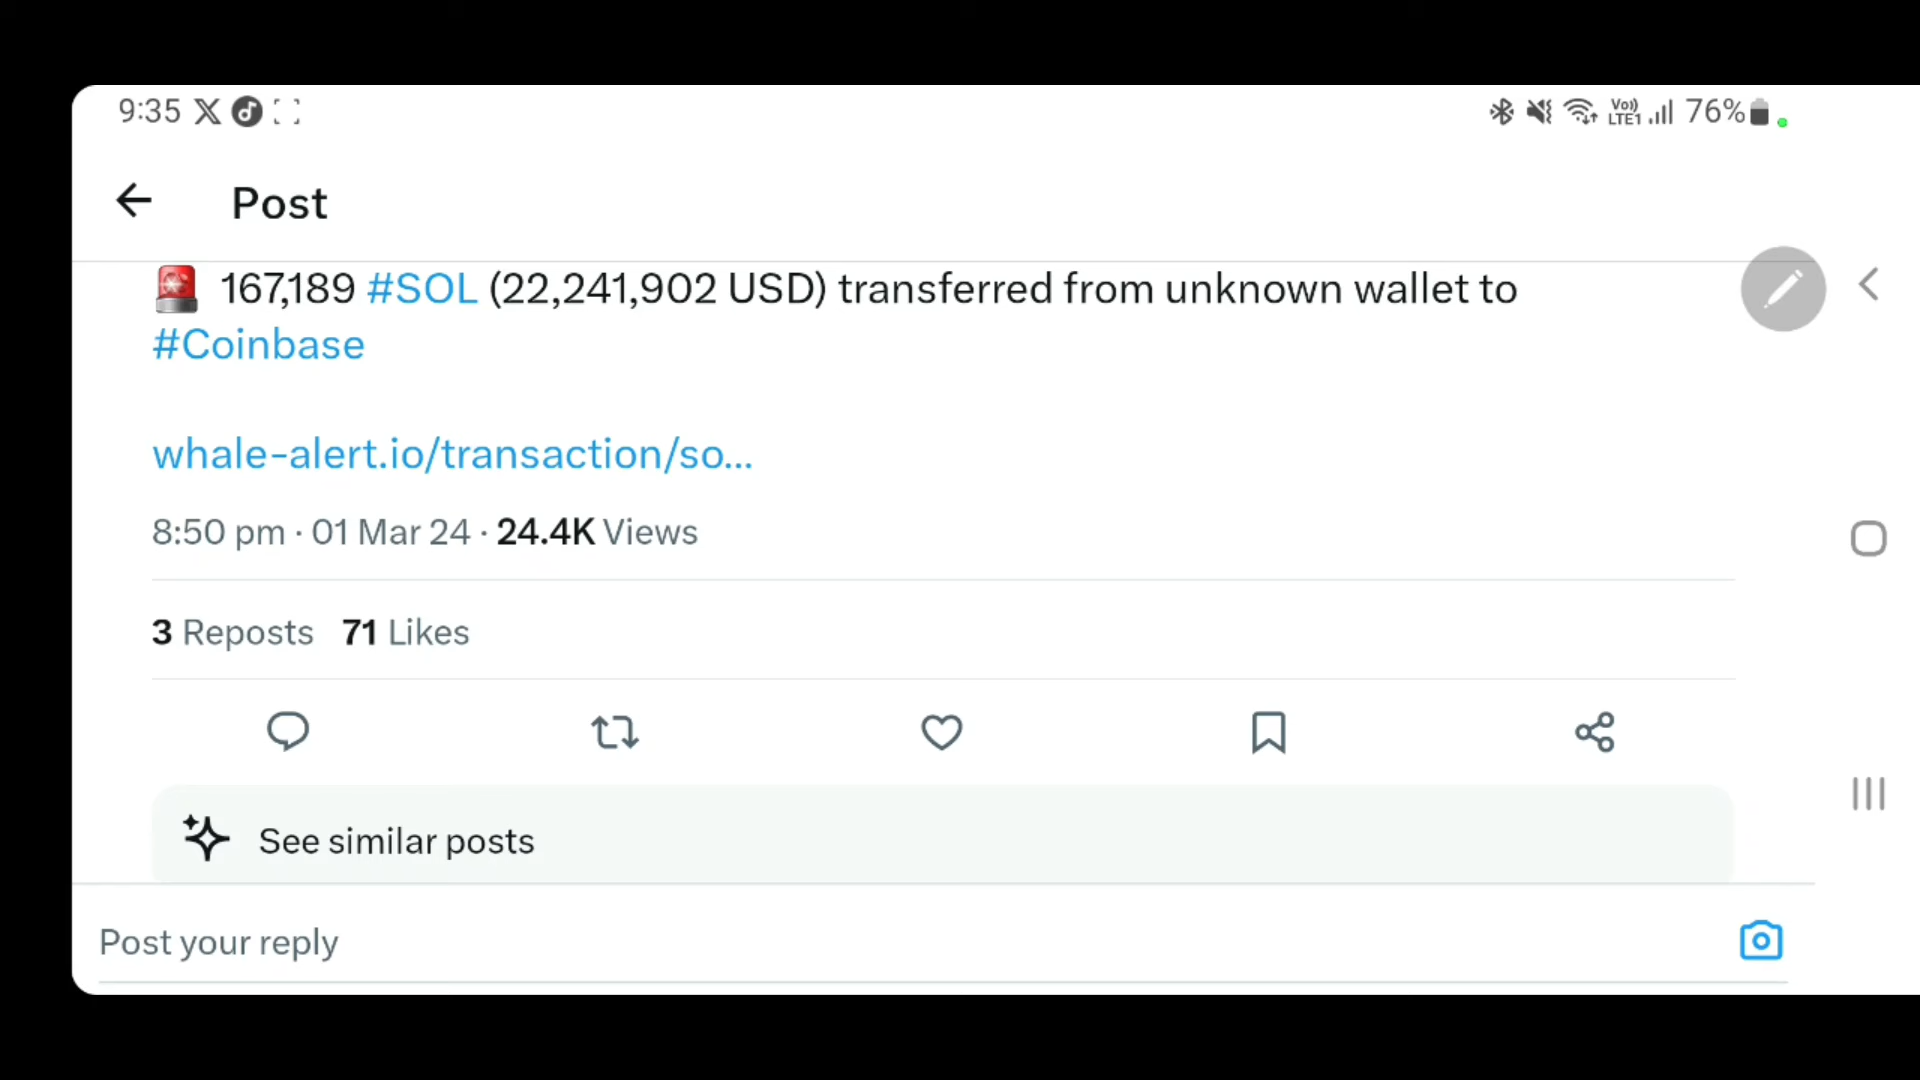 9:35
Vo)) LTE1 76%
Post
167,189 #SOL (22,241,902 USD) transferred from unknown wallet to
#Coinbase
whale-alert.io/transaction/so...
8:50 pm · 01 Mar 24 · 24.4K Views
3 Reposts 71 Likes
See similar posts
Post your reply